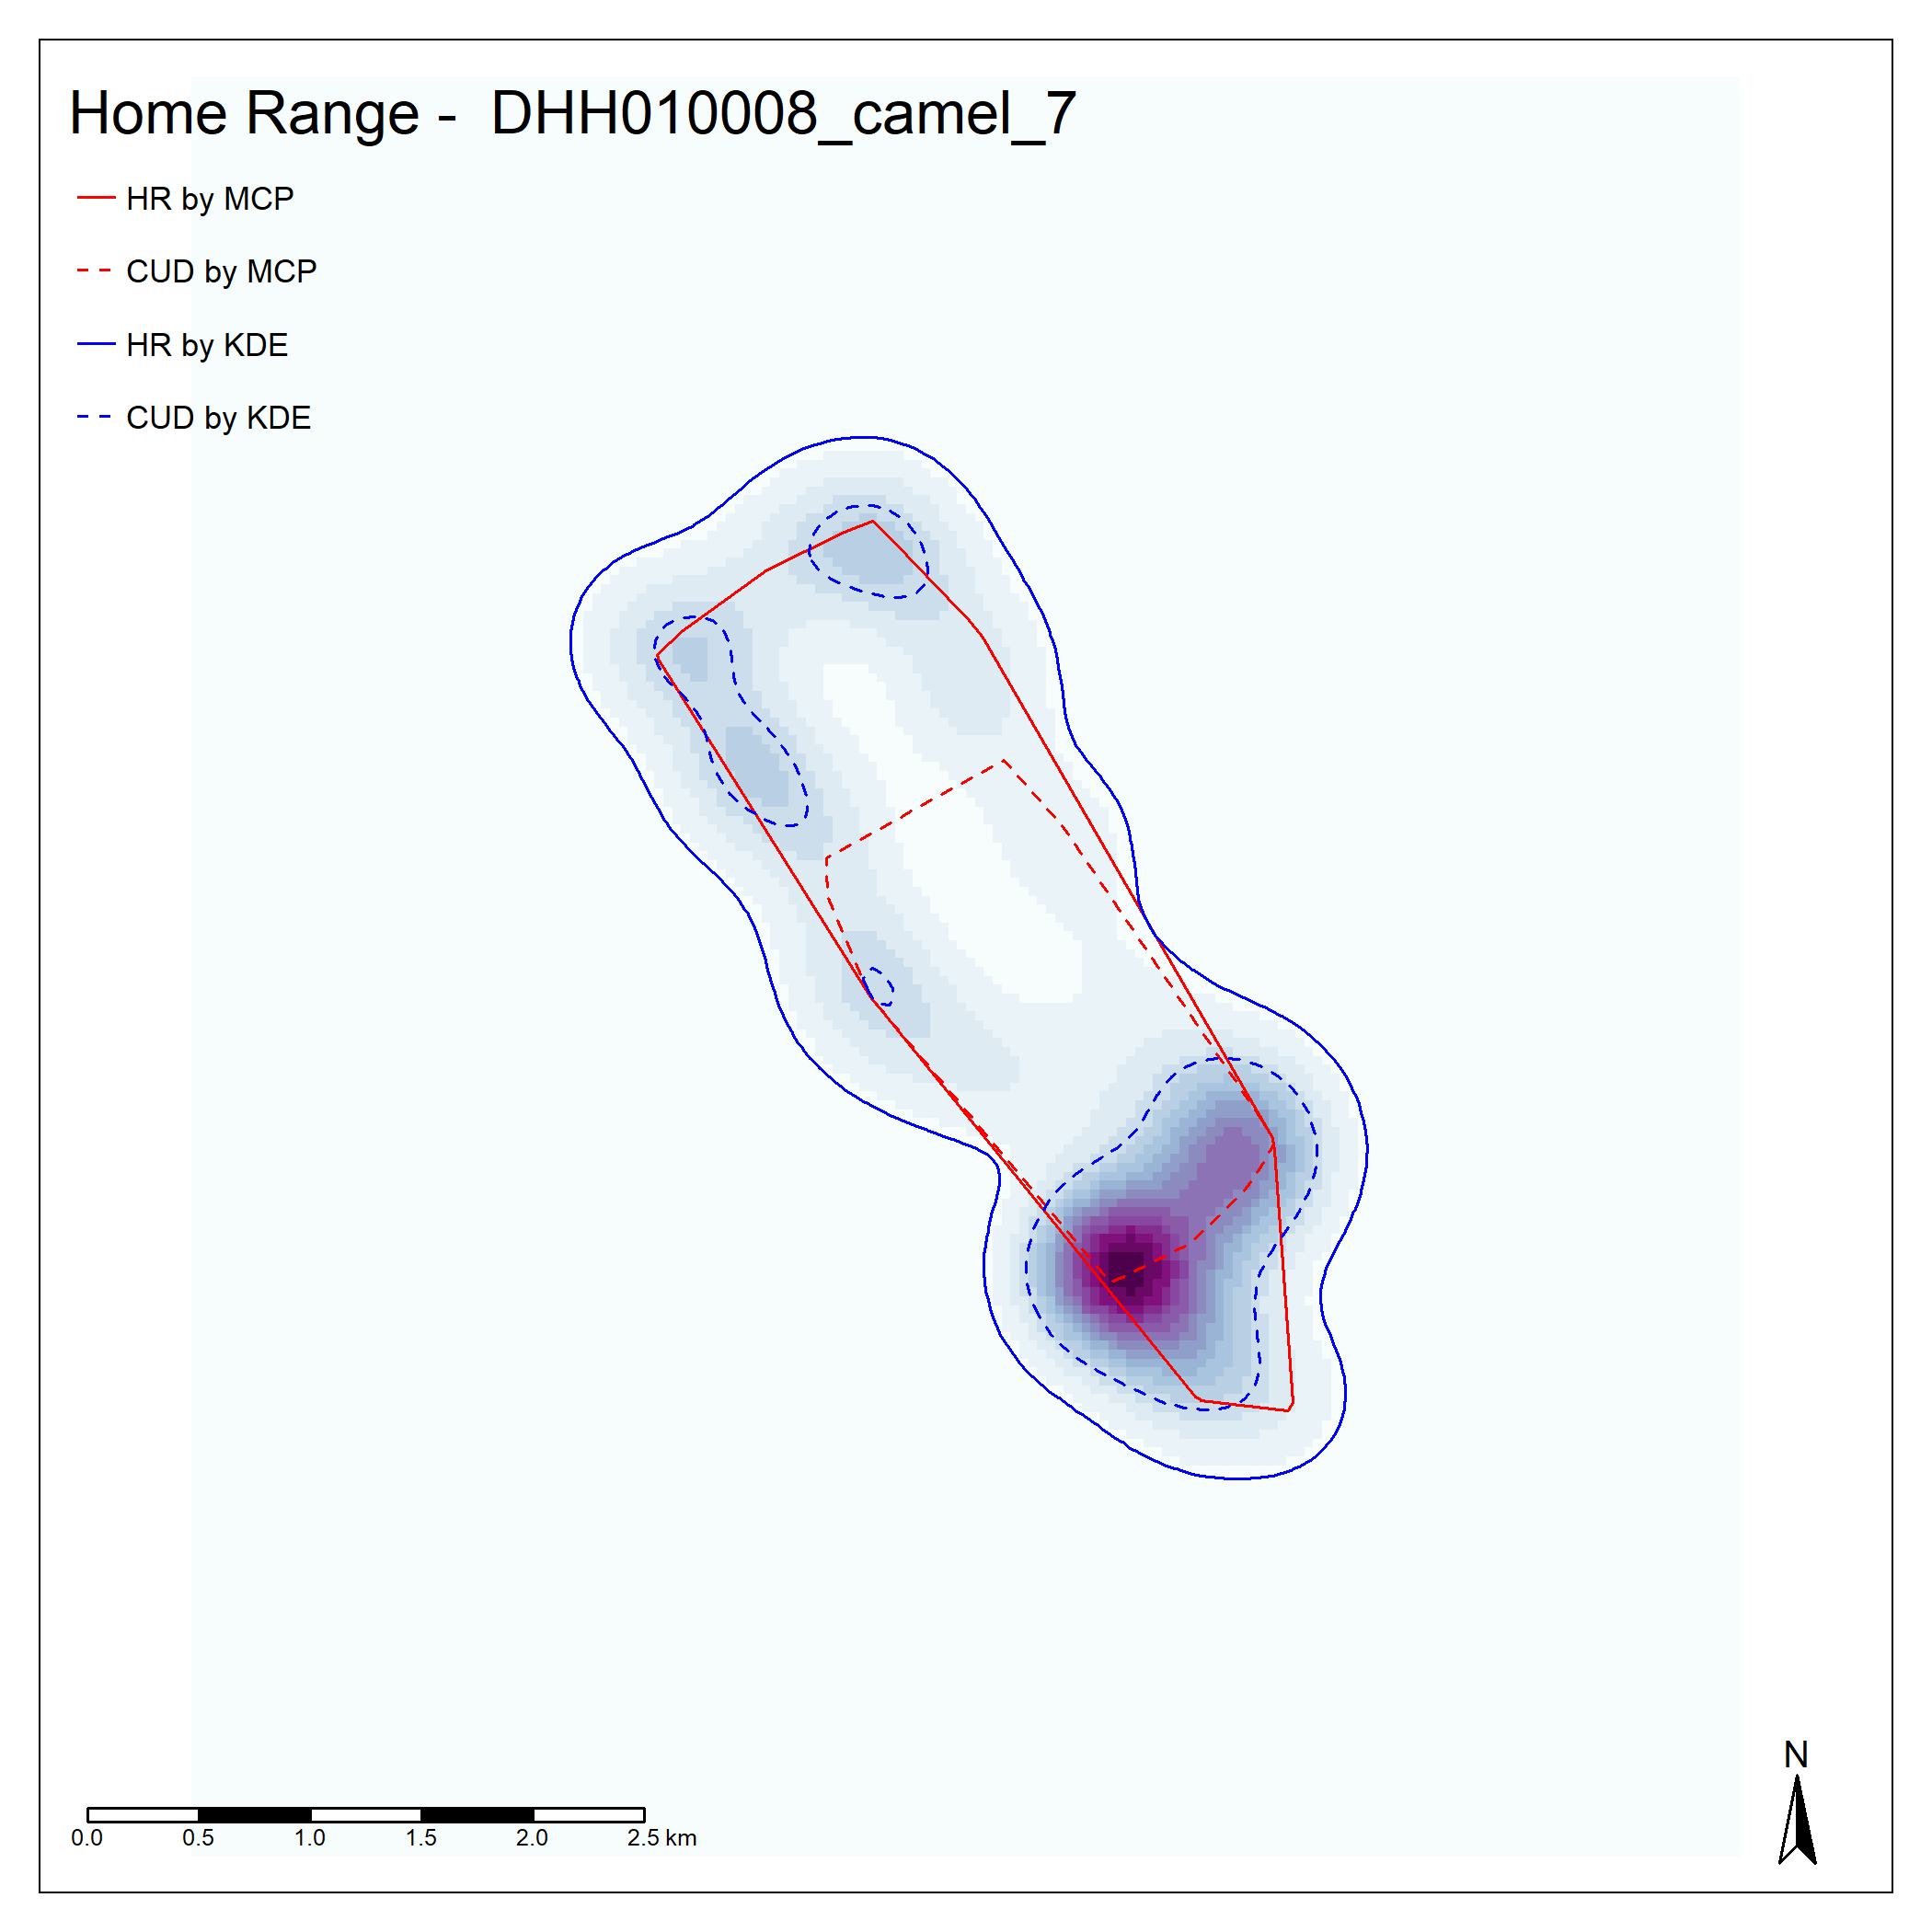 Home Range -  DHH010008_camel_7
HR by MCP
CUD by MCP
HR by KDE
CUD by KDE
N
0.0 0.5 1.0 1.5 2.0 2.5 km